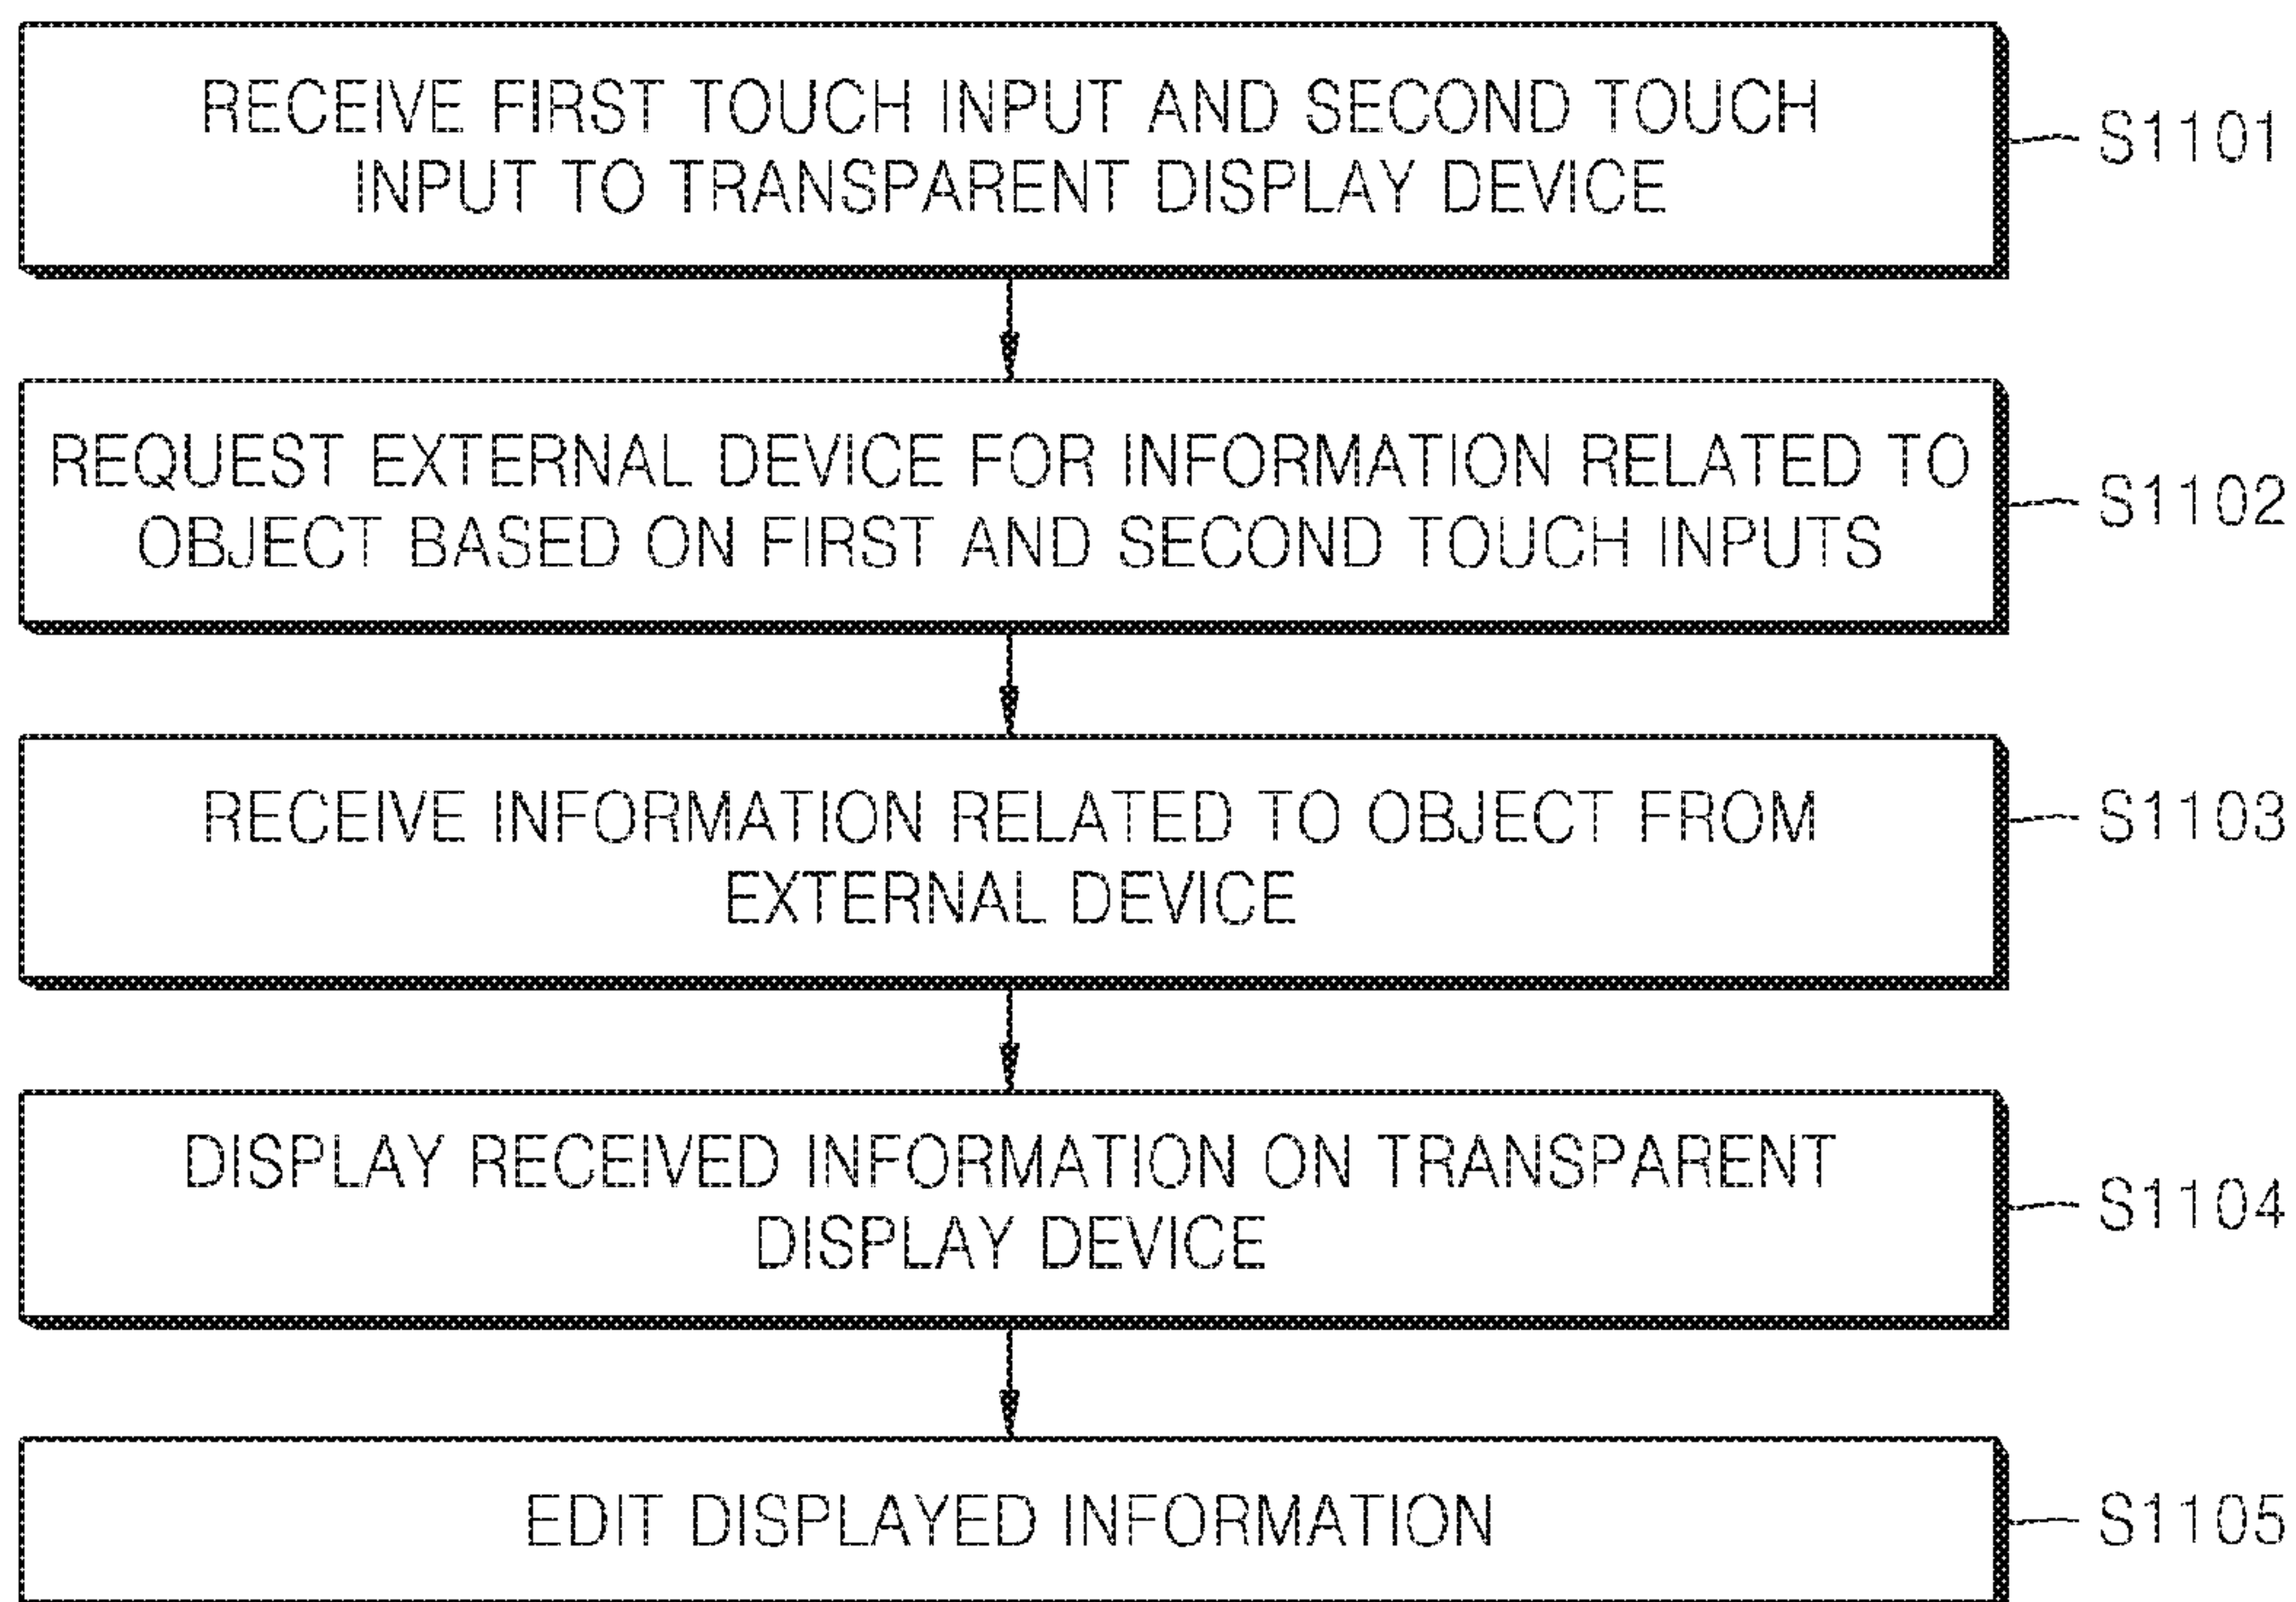 RECEIVE FIRST TOUCH INPUT AND SECOND TOUCH
INPUT TO TRANSPARENT DISPLAY DEVICE
S1101
REQUEST EXTERNAL DEVICE FOR INFORMATION RELATED TO
OBJECT BASED ON FIRST AND SECOND TOUCH INPUTS
S1102
RECEIVE INFORMATION RELATED TO OBJECT FROM
EXTERNAL DEVICE
S1103
DISPLAY RECEIVED INFORMATION ON TRANSPARENT
DISPLAY DEVICE
S1104
EDIT DISPLAYED INFORMATION
S1105